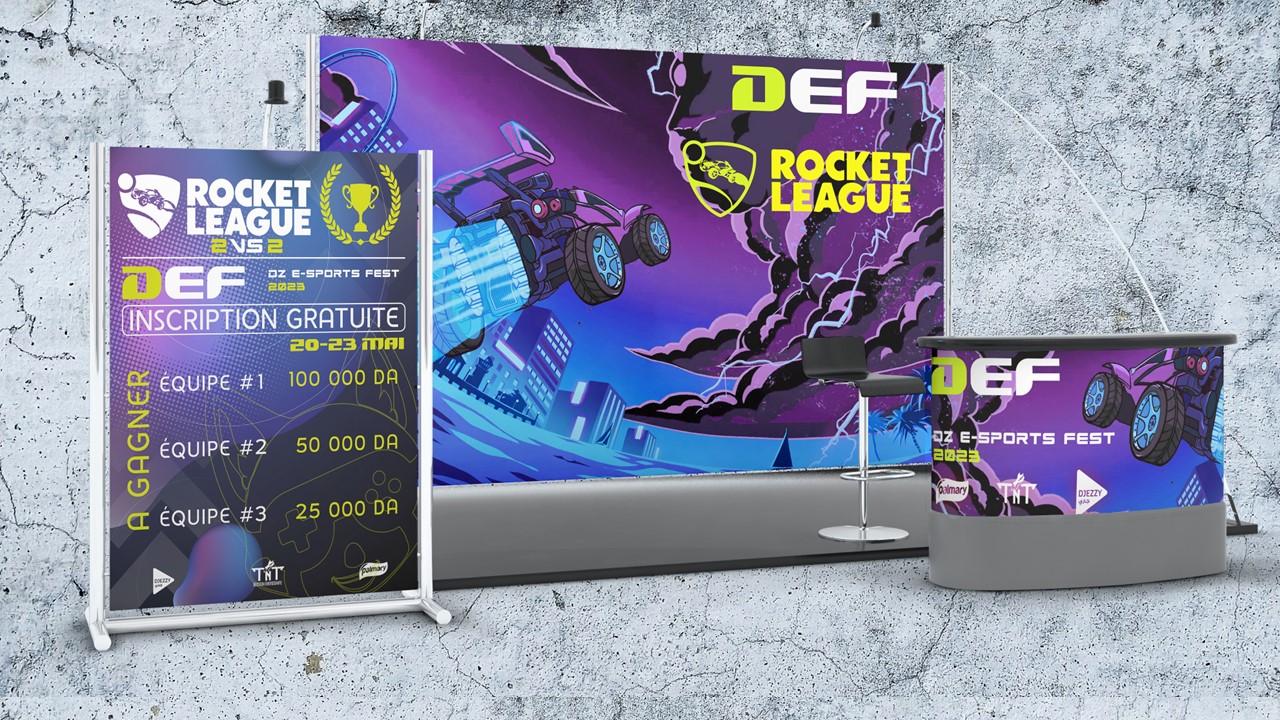 ROCKET
LEAGUE
2 VS 2
DEF
DZ E-SPORTS FEST
2023
INSCRIPTION GRATUITE
20-23 MAI
A GAGNER
ÉQUIPE #1 100 000 DA
ÉQUIPE #2 50 000 DA
ÉQUIPE #3 25 000 DA
DJEZZY
جازي
TNT
palmary
DEF
ROCKET
LEAGUE
DEF
DZ E-SPORTS FEST
2023
palmary
TNT
DJEZZY
جازي